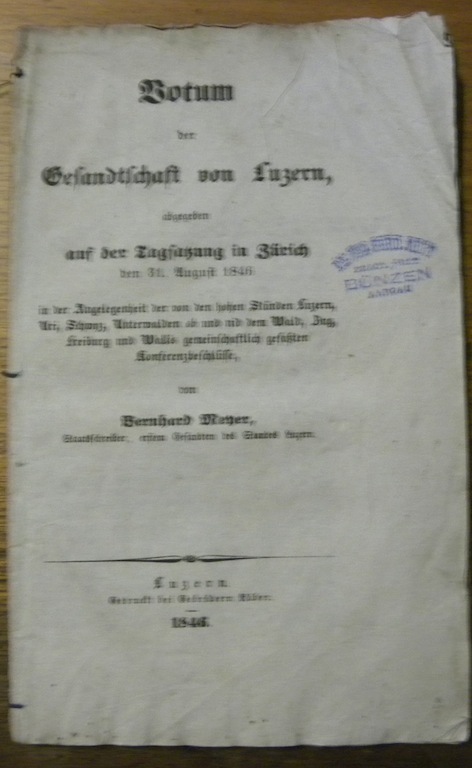 Votum
der
Gesandtschaft von Luzern,
abgegeben
auf der Tagsatzung in Zürich
den 31. August 1846
in der Angelegenheit der von den hohen Ständen Luzern,
Uri, Schwyz, Unterwalden ob und nid dem Wald, Zug,
Freiburg und Wallis gemeinschaftlich gefaßten
Konferenzbeschlüsse,
von
Bernhard Meyer,
Staatsschreiber, erstem Gesandten des Standes Luzern.
BÜNZEN
AARGAU
Luzern
Gedruckt bei Gebrüdern Räber.
1846.